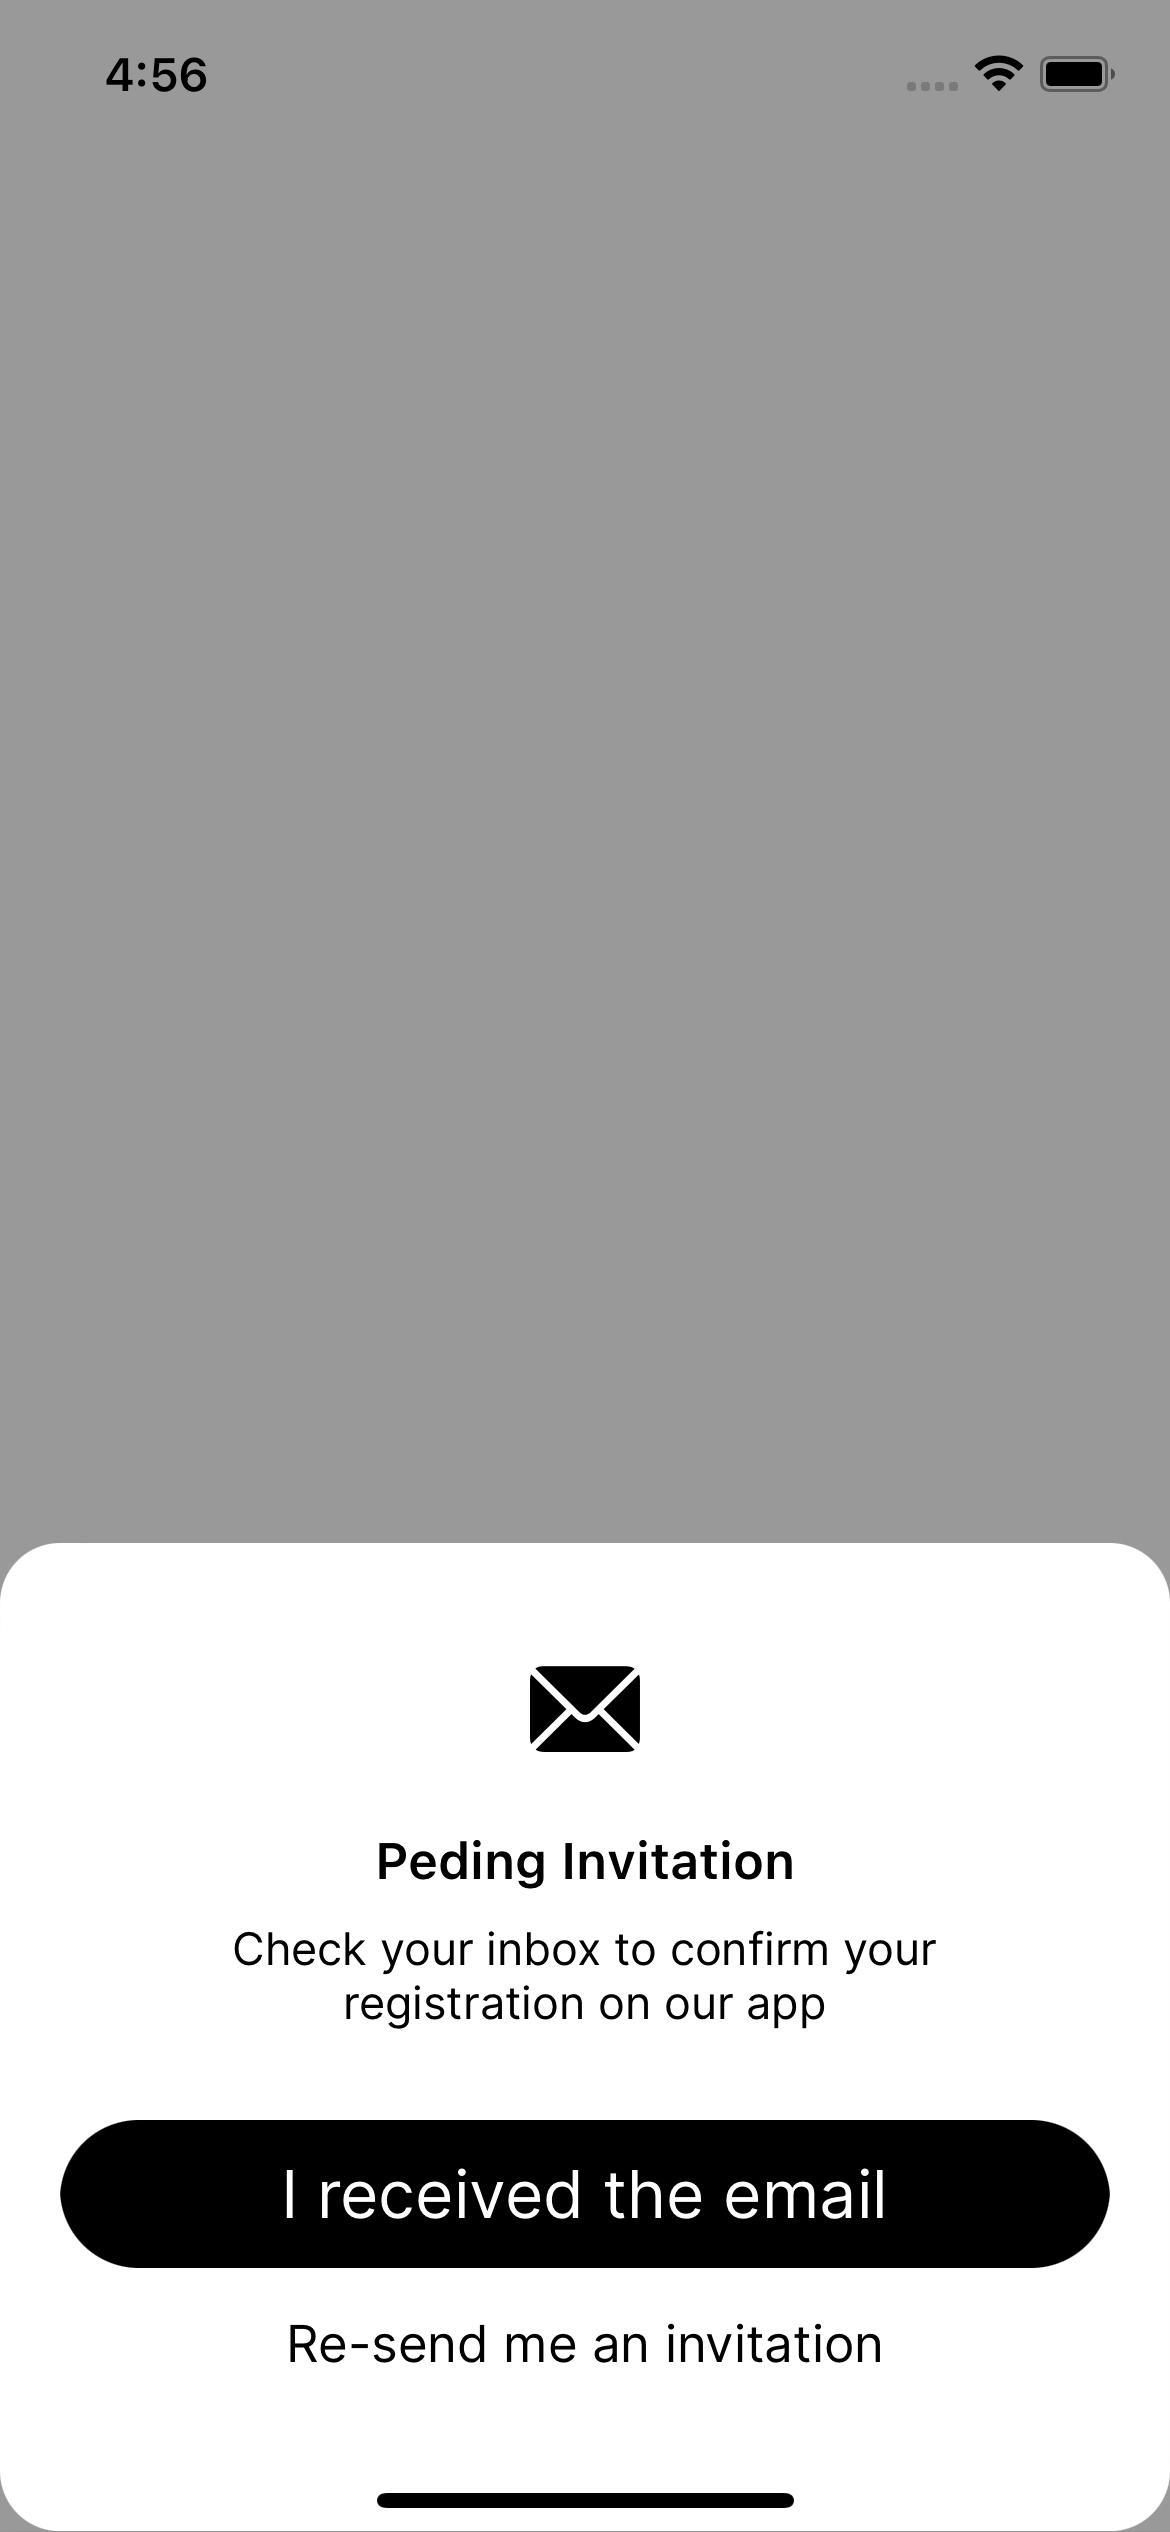 4:56
Peding Invitation
Check your inbox to confirm your
registration on our app
I received the email
Re-send me an invitation